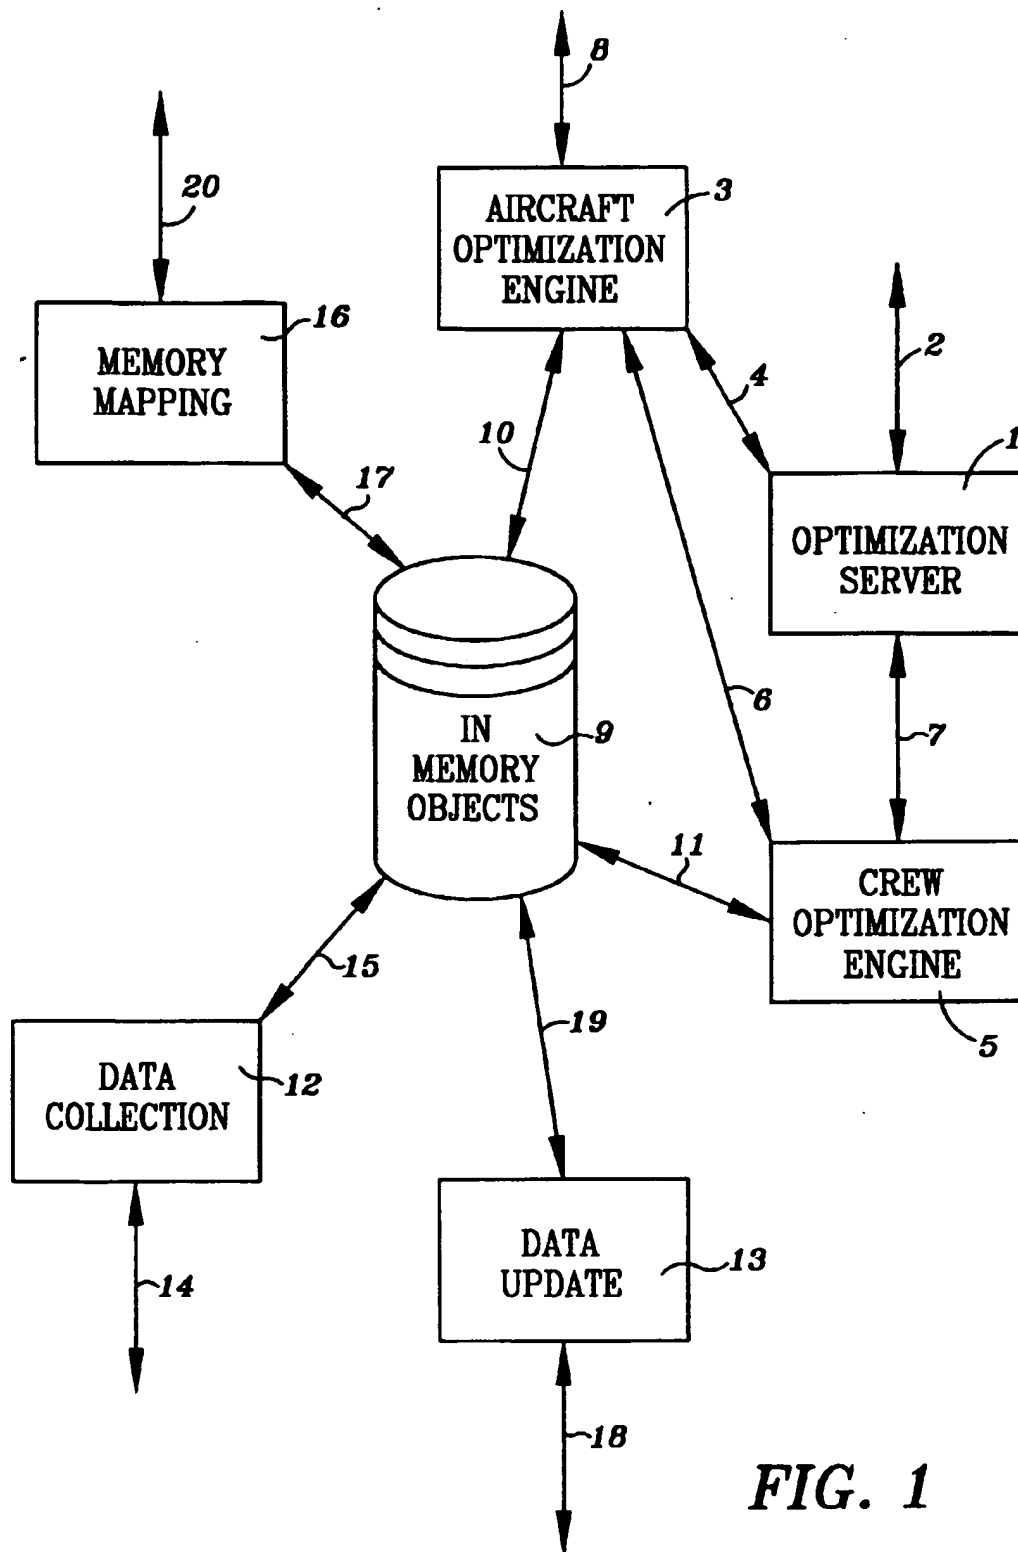 8
3
AIRCRAFT
OPTIMIZATION
ENGINE
20
16
MEMORY
MAPPING
2
4
10
17
1
OPTIMIZATION
SERVER
6
7
IN
MEMORY
OBJECTS
9
11
CREW
OPTIMIZATION
ENGINE
5
15
19
DATA
COLLECTION
12
DATA
UPDATE
13
14
18
FIG. 1